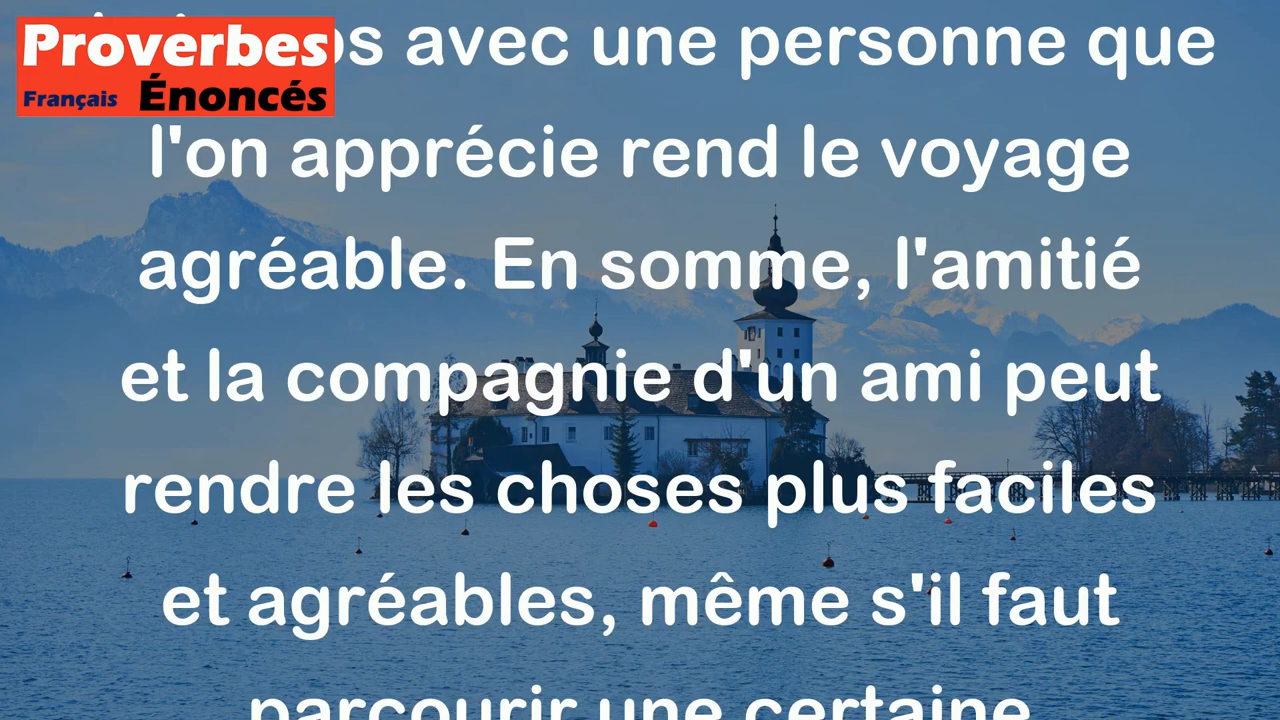 Proverbes
Français Énoncés
avec une personne que
l'on apprécie rend le voyage
agréable. En somme, l'amitié
et la compagnie d'un ami peut
rendre les choses plus faciles
et agréables, même s'il faut
parcourir une certaine